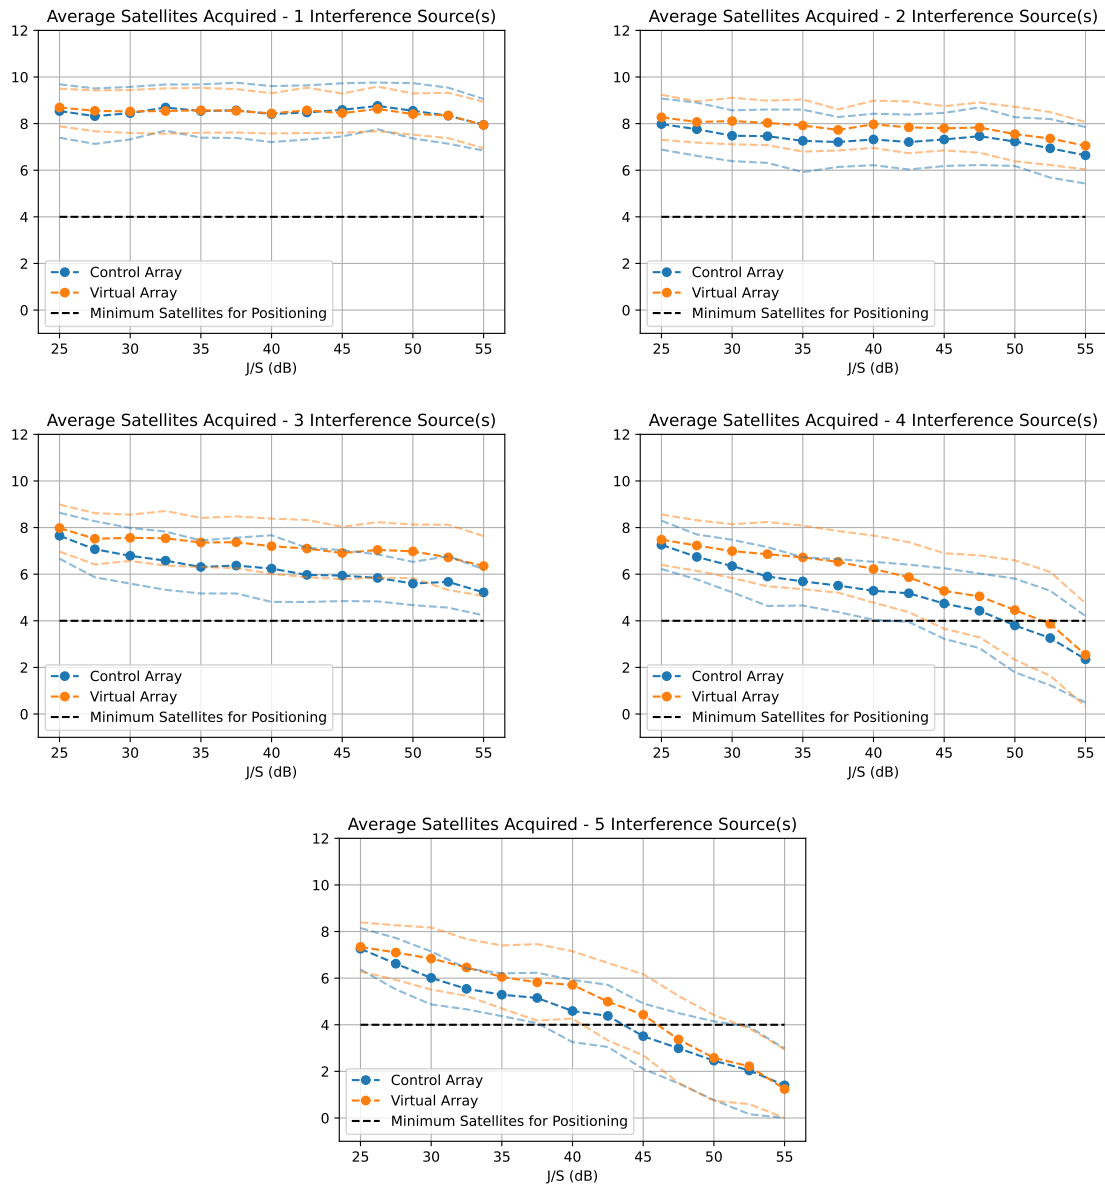 Average Satellites Acquired - 1 Interference Source(s)
12
10
8
6
4
2
0
Control Array
Virtual Array
Minimum Satellites for Positioning
25 30 35 40 45 50 55
J/S (dB)
Average Satellites Acquired - 2 Interference Source(s)
12
10
8
6
4
2
0
Control Array
Virtual Array
Minimum Satellites for Positioning
25 30 35 40 45 50 55
J/S (dB)
Average Satellites Acquired - 3 Interference Source(s)
12
10
8
6
4
2
0
Control Array
Virtual Array
Minimum Satellites for Positioning
25 30 35 40 45 50 55
J/S (dB)
Average Satellites Acquired - 4 Interference Source(s)
12
10
8
6
4
2
0
Control Array
Virtual Array
Minimum Satellites for Positioning
25 30 35 40 45 50 55
J/S (dB)
Average Satellites Acquired - 5 Interference Source(s)
12
10
8
6
4
2
0
Control Array
Virtual Array
Minimum Satellites for Positioning
25 30 35 40 45 50 55
J/S (dB)